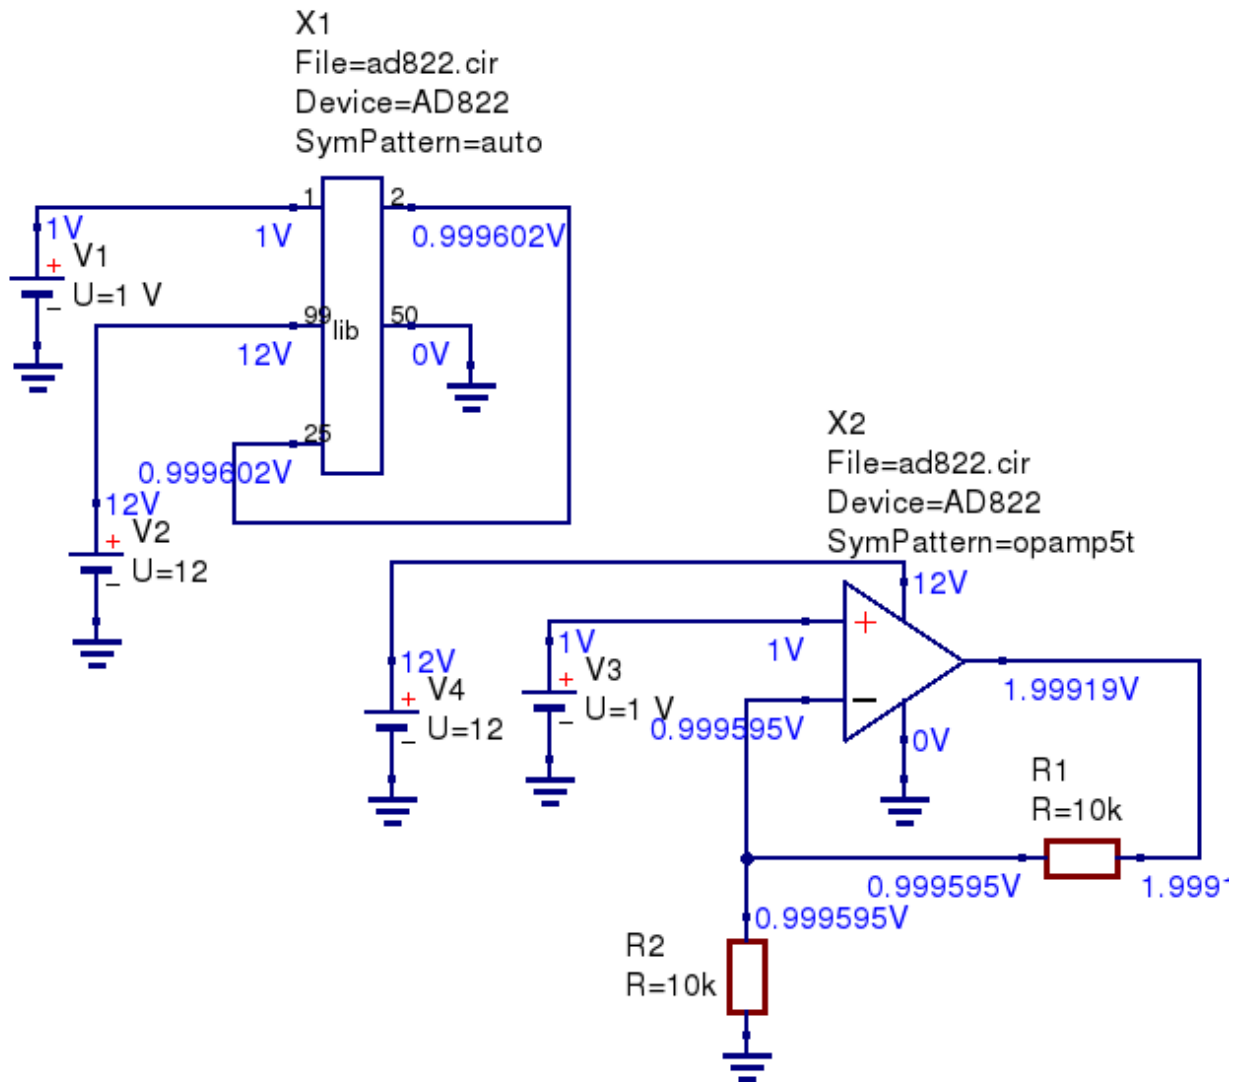 X1
File=ad822.cir
Device=AD822
SymPattern=auto
1
2
1V
1V
0.999602V
V1
U=1 V
99
lib
50
12V
0V
25
0.999602V
12V
V2
U=12
X2
File=ad822.cir
Device=AD822
SymPattern=opamp5t
12V
1V
1V
12V
V3
U=1 V
V4
U=12
1.99919V
0.999595V
0V
R1
R=10k
0.999595V
1.9991
0.999595V
R2
R=10k